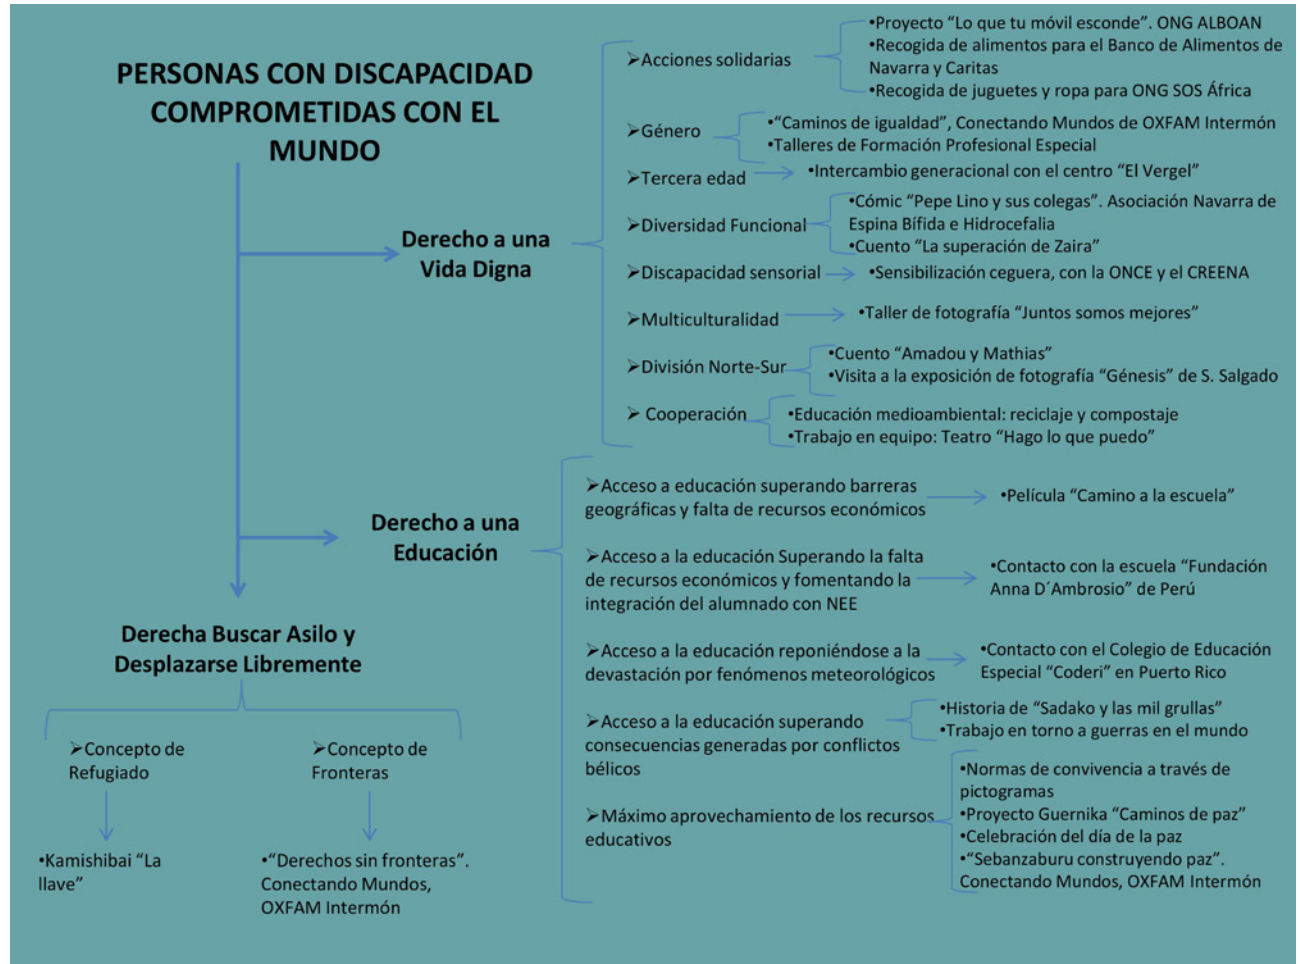 PERSONAS CON DISCAPACIDAD
COMPROMETIDAS CON EL
MUNDO
Derecho a una
Vida Digna
➢Acciones solidarias
•Proyecto “Lo que tu móvil esconde”. ONG ALBOAN
•Recogida de alimentos para el Banco de Alimentos de
Navarra y Caritas
•Recogida de juguetes y ropa para ONG SOS África
➢Género
•“Caminos de igualdad”, Conectando Mundos de OXFAM Intermón
•Talleres de Formación Profesional Especial
➢Tercera edad
•Intercambio generacional con el centro “El Vergel”
➢Diversidad Funcional
•Cómic “Pepe Lino y sus colegas”. Asociación Navarra de
Espina Bífida e Hidrocefalia
•Cuento “La superación de Zaira”
➢Discapacidad sensorial
•Sensibilización ceguera, con la ONCE y el CREENA
➢Multiculturalidad
•Taller de fotografía “Juntos somos mejores”
➢División Norte-Sur
•Cuento “Amadou y Mathias”
•Visita a la exposición de fotografía “Génesis” de S. Salgado
➢ Cooperación
•Educación medioambiental: reciclaje y compostaje
•Trabajo en equipo: Teatro “Hago lo que puedo”
Derecho a una
Educación
➢Acceso a educación superando barreras
geográficas y falta de recursos económicos
•Película “Camino a la escuela”
➢Acceso a la educación Superando la falta
de recursos económicos y fomentando la
integración del alumnado con NEE
•Contacto con la escuela “Fundación
Anna D´Ambrosio” de Perú
➢Acceso a la educación reponiéndose a la
devastación por fenómenos meteorológicos
•Contacto con el Colegio de Educación
Especial “Coderi” en Puerto Rico
➢Acceso a la educación superando
consecuencias generadas por conflictos
bélicos
•Historia de “Sadako y las mil grullas”
•Trabajo en torno a guerras en el mundo
➢Máximo aprovechamiento de los recursos
educativos
•Normas de convivencia a través de
pictogramas
•Proyecto Guernika “Caminos de paz”
•Celebración del día de la paz
•“Sebanzaburu construyendo paz”.
Conectando Mundos, OXFAM Intermón
Derecha Buscar Asilo y
Desplazarse Libremente
➢Concepto de
Refugiado
•Kamishibai “La
llave”
➢Concepto de
Fronteras
•“Derechos sin fronteras”.
Conectando Mundos,
OXFAM Intermón